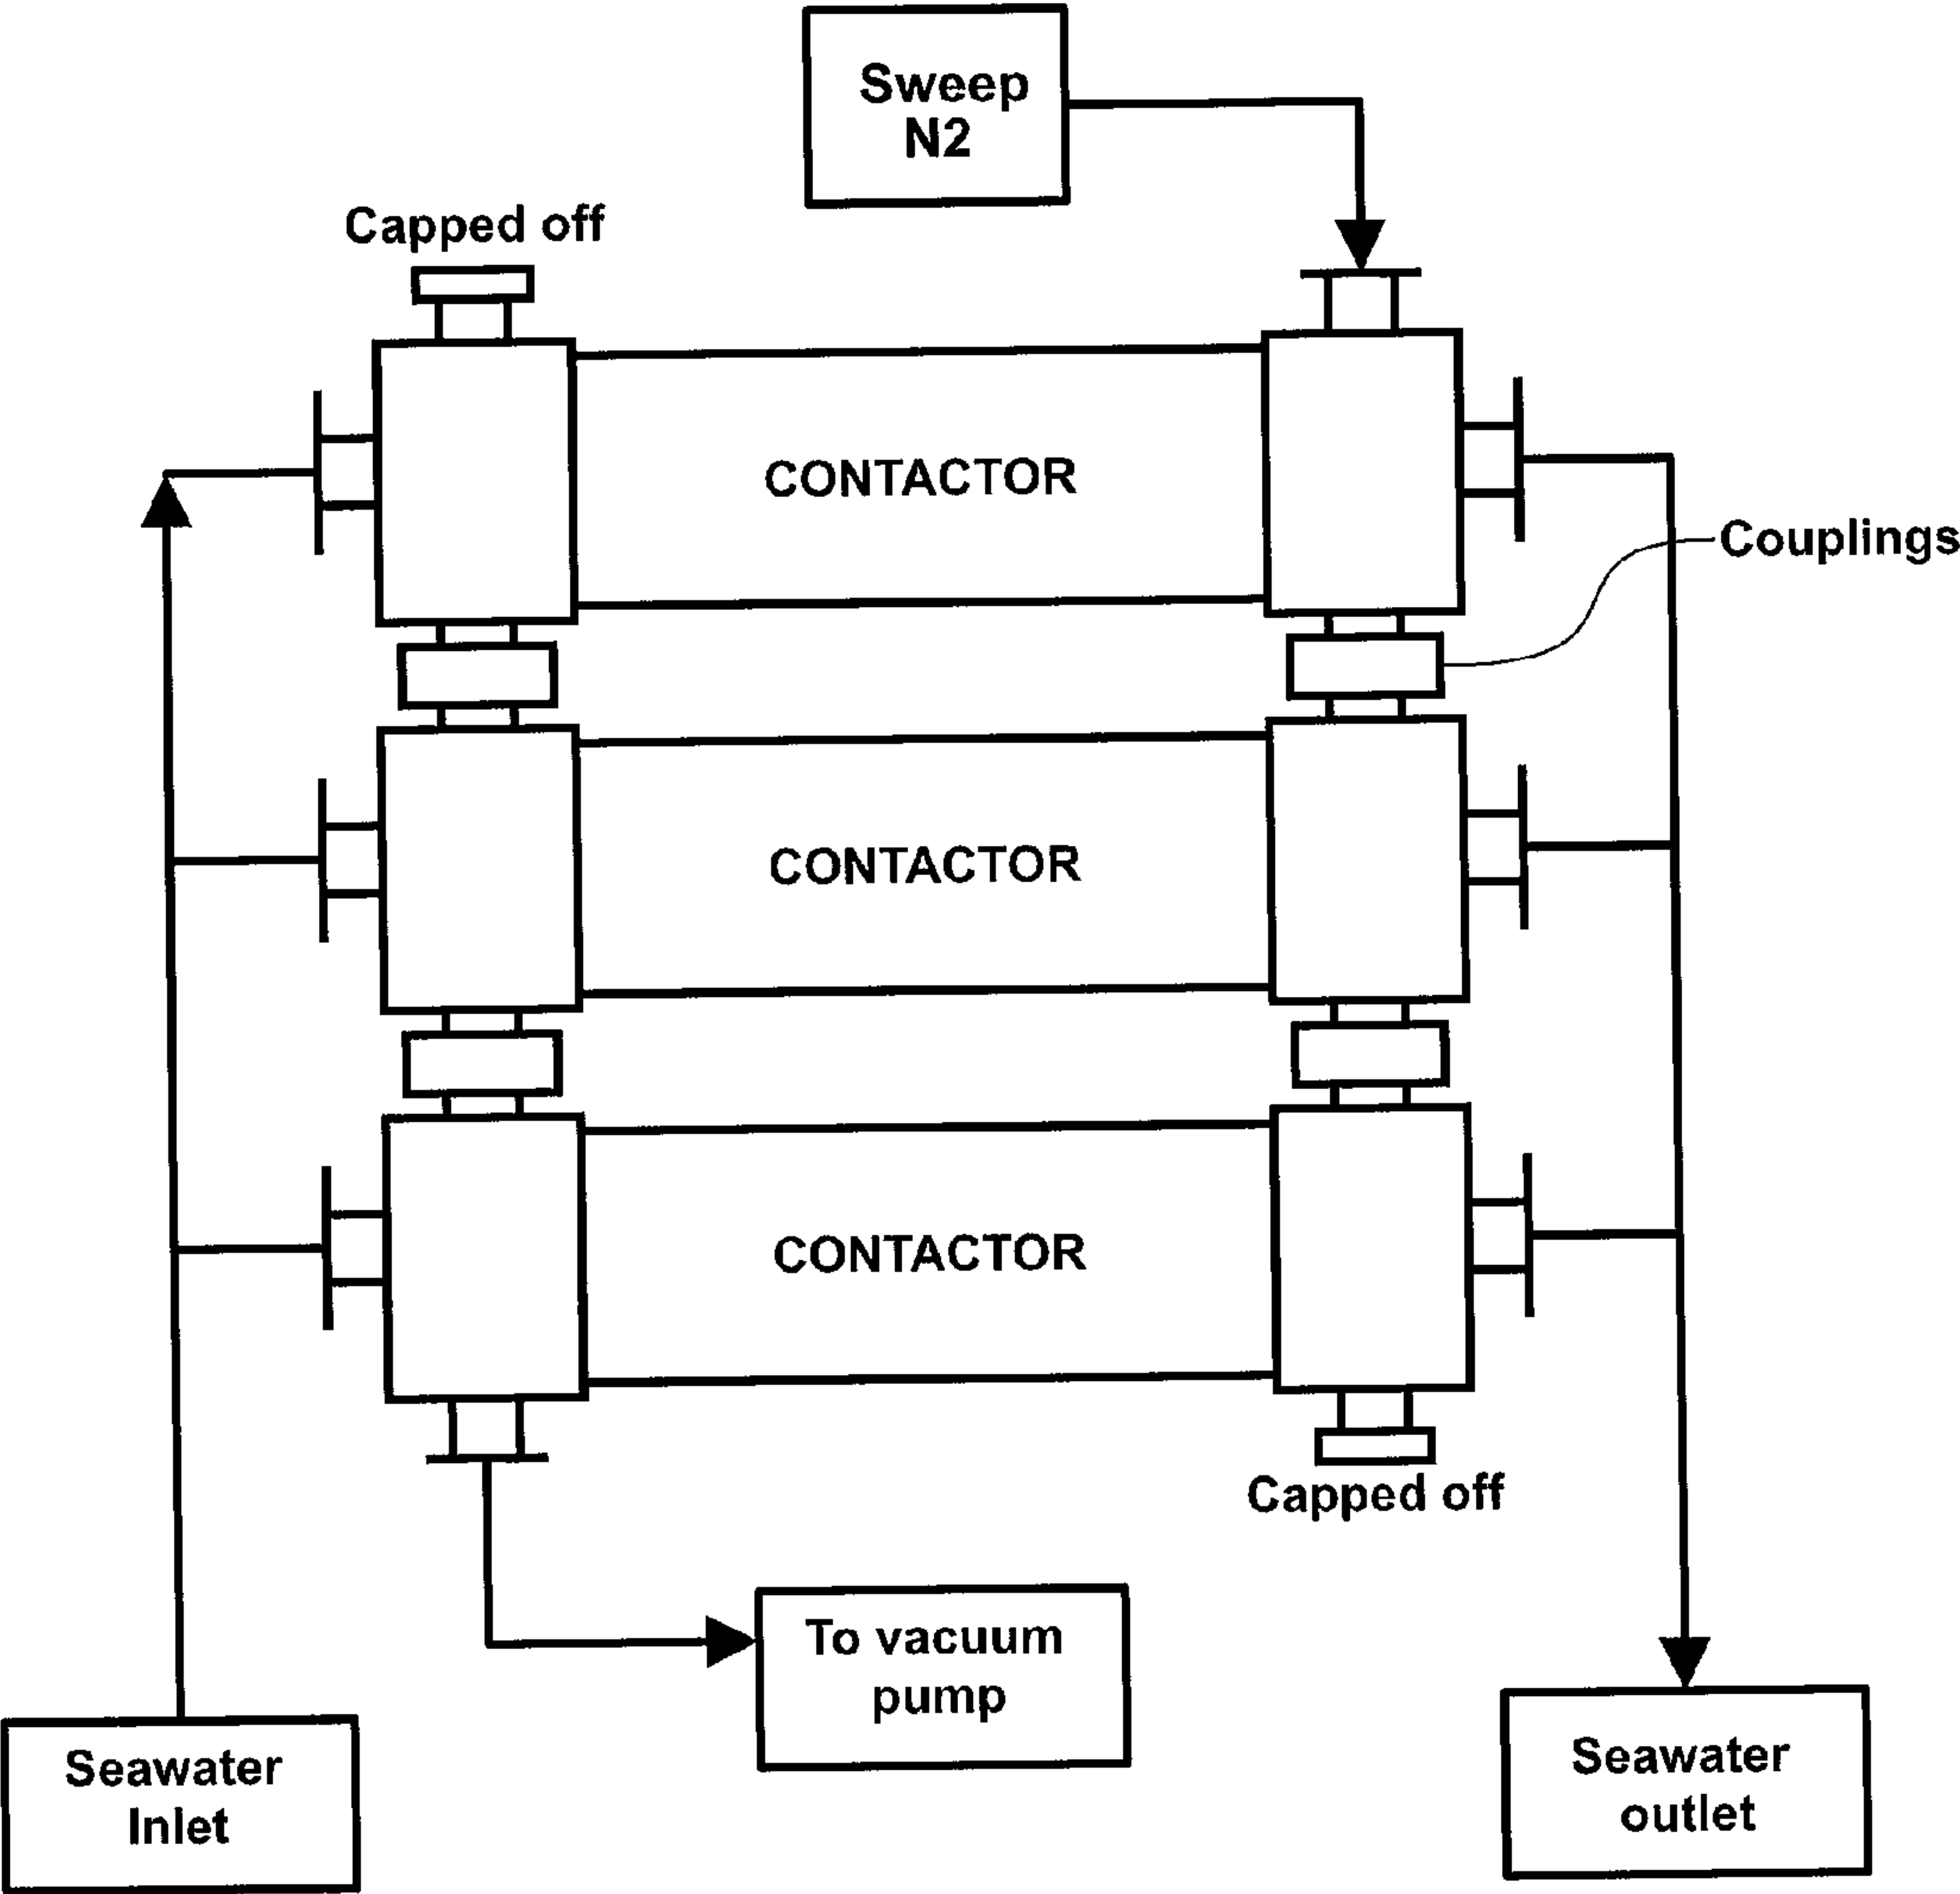 Sweep
N2
Capped off
CONTACTOR
Couplings
CONTACTOR
CONTACTOR
Capped off
To vacuum
pump
Seawater
Inlet
Seawater
outlet